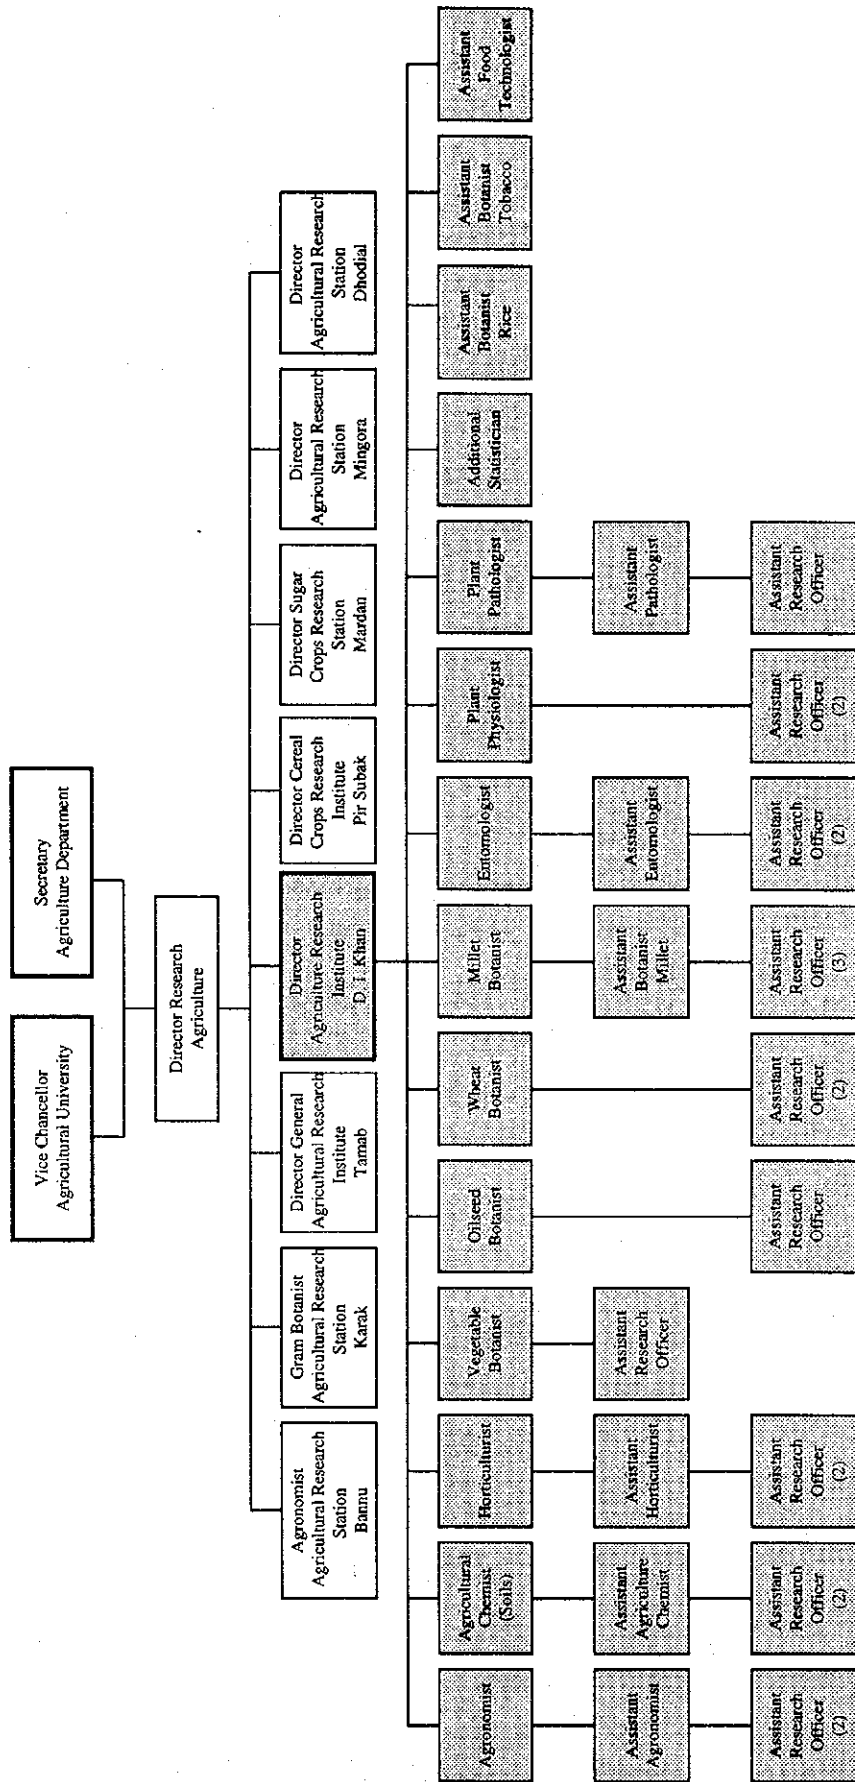 Vice Chancellor
Agricultural University
Secretary
Agriculture Department
Director Research
Agriculture
Agronomist
Agricultural Research
Station
Bannu
Gram Botanist
Agricultural Research
Station
Karak
Director General
Agricultural Research
Institute
Tarnab
Director
Agriculture Research
Institute
D. I. Khan
Director Cereal
Crops Research
Institute
Pir Subak
Director Sugar
Crops Research
Station
Mardan
Director
Agricultural Research
Station
Mingora
Director
Agricultural Research
Station
Dhodial
Agronomist
Agricultural
Chemist
(Soils)
Horticulturist
Vegetable
Botanist
Oilseed
Botanist
Wheat
Botanist
Millet
Botanist
Entomologist
Plant
Physiologist
Plant
Pathologist
Additional
Statistician
Assistant
Botanist
Rice
Assistant
Botanist
Tobacco
Assistant
Food
Technologist
Assistant
Agronomist
Assistant
Agriculture
Chemist
Assistant
Horticulturist
Assistant
Research
Officer
Assistant
Botanist
Millet
Assistant
Entomologist
Assistant
Pathologist
Assistant
Research
Officer
(2)
Assistant
Research
Officer
(2)
Assistant
Research
Officer
(2)
Assistant
Research
Officer
Assistant
Research
Officer
(2)
Assistant
Research
Officer
(3)
Assistant
Research
Officer
(2)
Assistant
Research
Officer
(2)
Assistant
Research
Officer